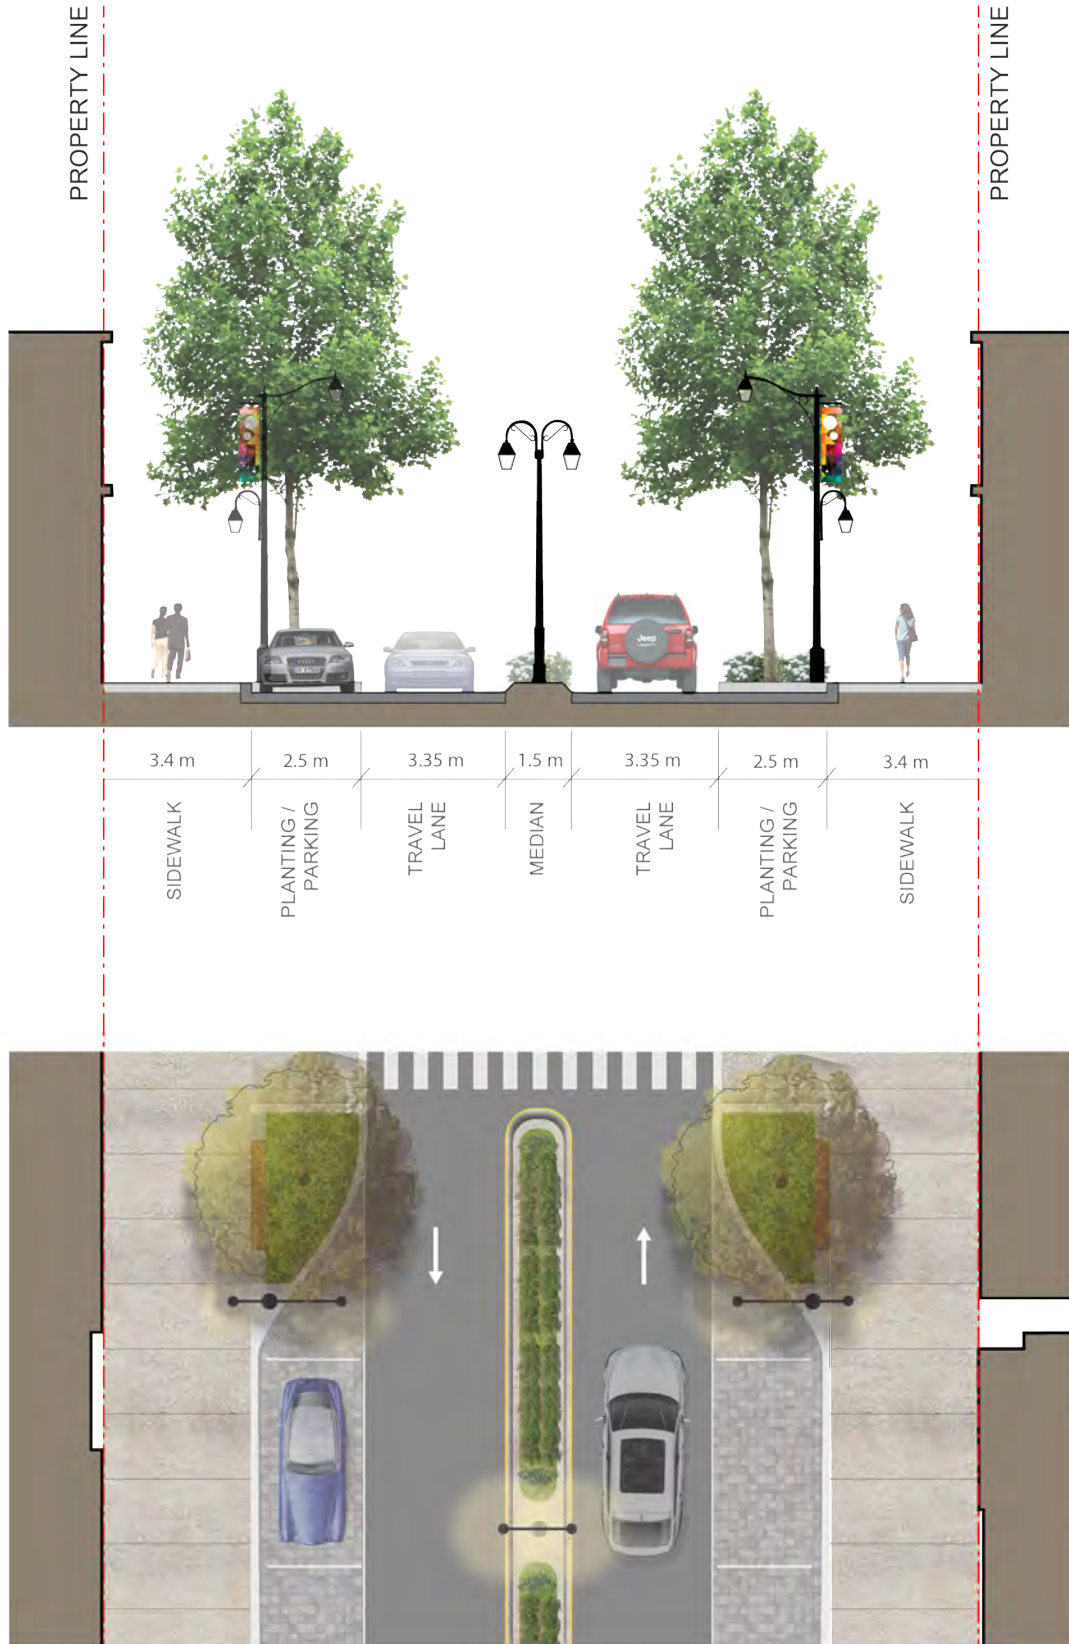 PROPERTY LINE
PROPERTY LINE
Jeep
3.4 m
2.5 m
3.35 m
1.5 m
3.35 m
2.5 m
3.4 m
SIDEWALK
PLANTING /
PARKING
TRAVEL
LANE
MEDIAN
TRAVEL
LANE
PLANTING /
PARKING
SIDEWALK